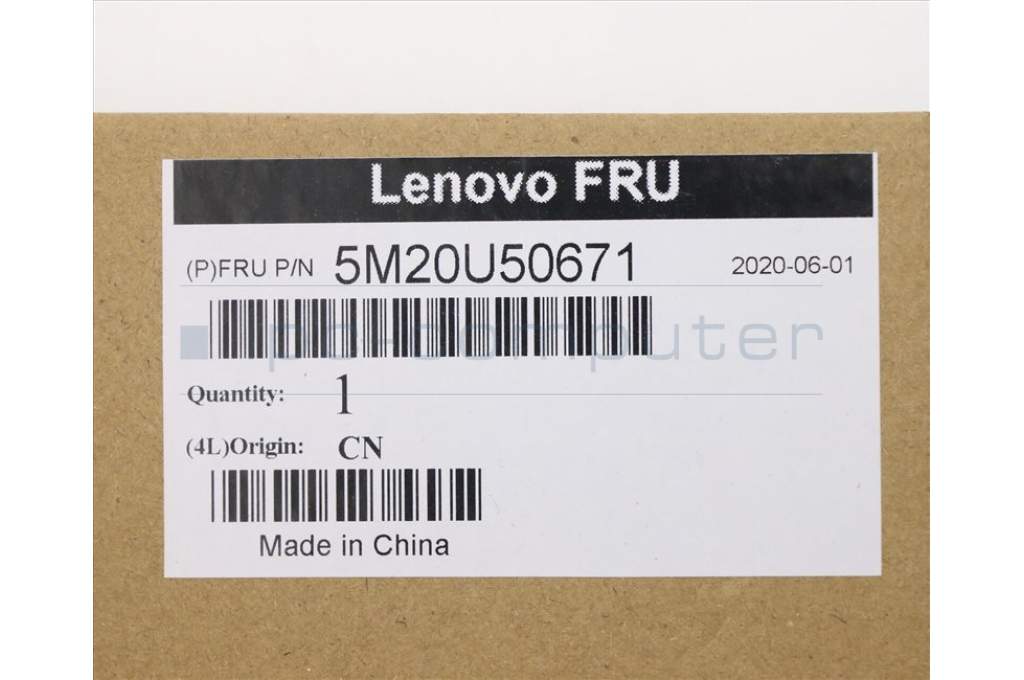 Lenovo FRU
(P)FRU P/N 5M20U50671 2020-06-01
pc-computer
Quantity: 1
(4L)Origin: CN
Made in China